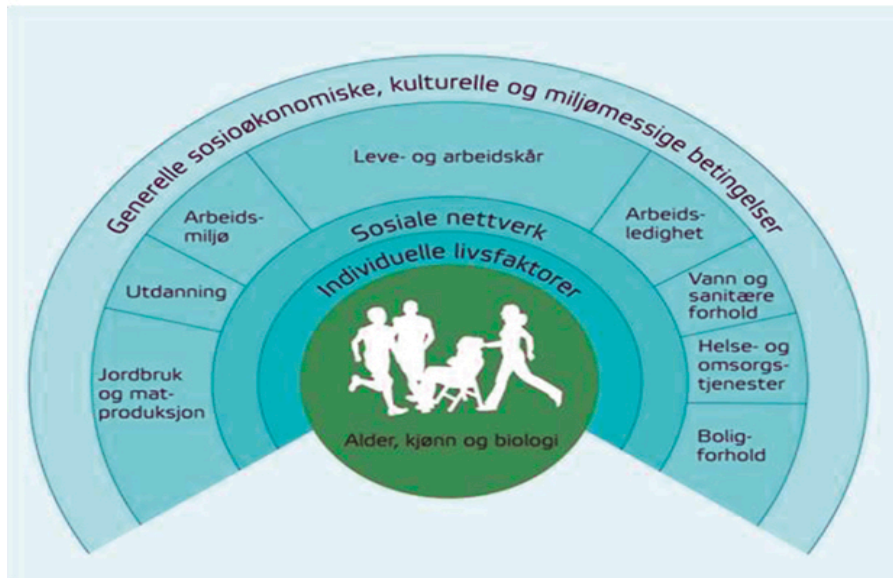 Generelle sosioøkonomiske, kulturelle og miljømessige betingelser
Leve- og arbeidskår
Arbeids-
miljø
Sosiale nettverk
Arbeids-
ledighet
Individuelle livsfaktorer
Utdanning
Vann og
sanitære
forhold
Jordbruk
og mat-
produksjon
Helse- og
omsorgs-
tjenester
Alder, kjønn og biologi
Bolig-
forhold